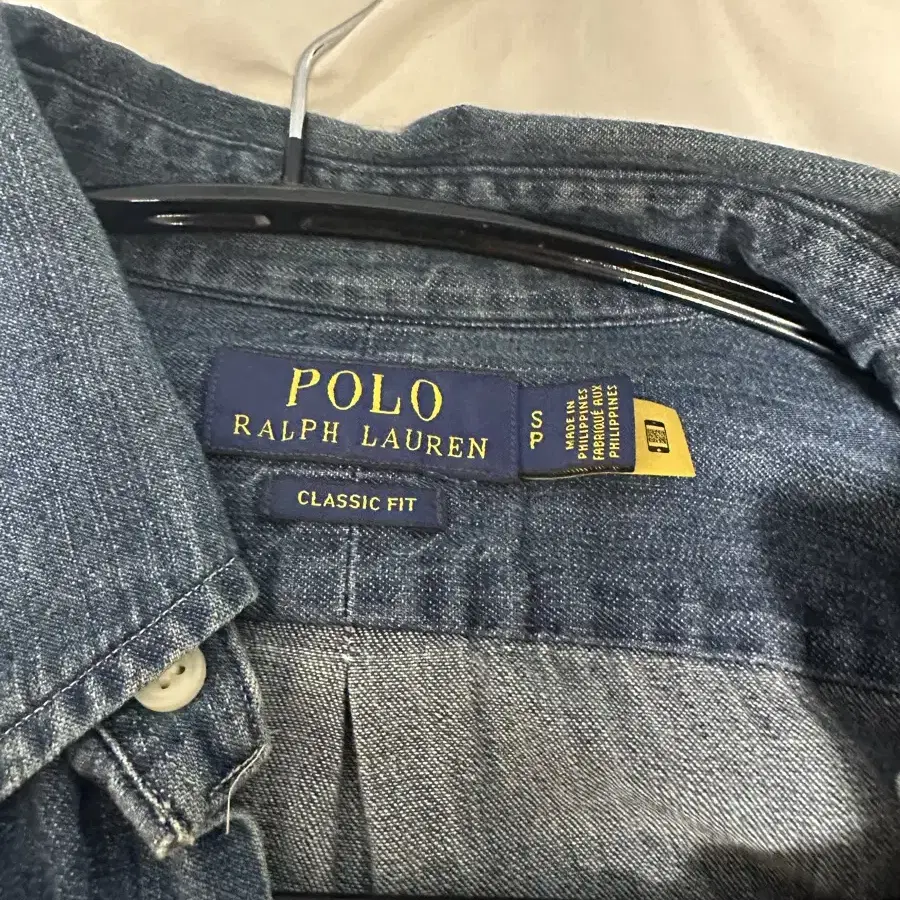 POLO
RALPH LAUREN
CLASSIC FIT
S
P
MADE IN
PHILIPPINES
FABRIQUÉ AUX
PHILIPPINES